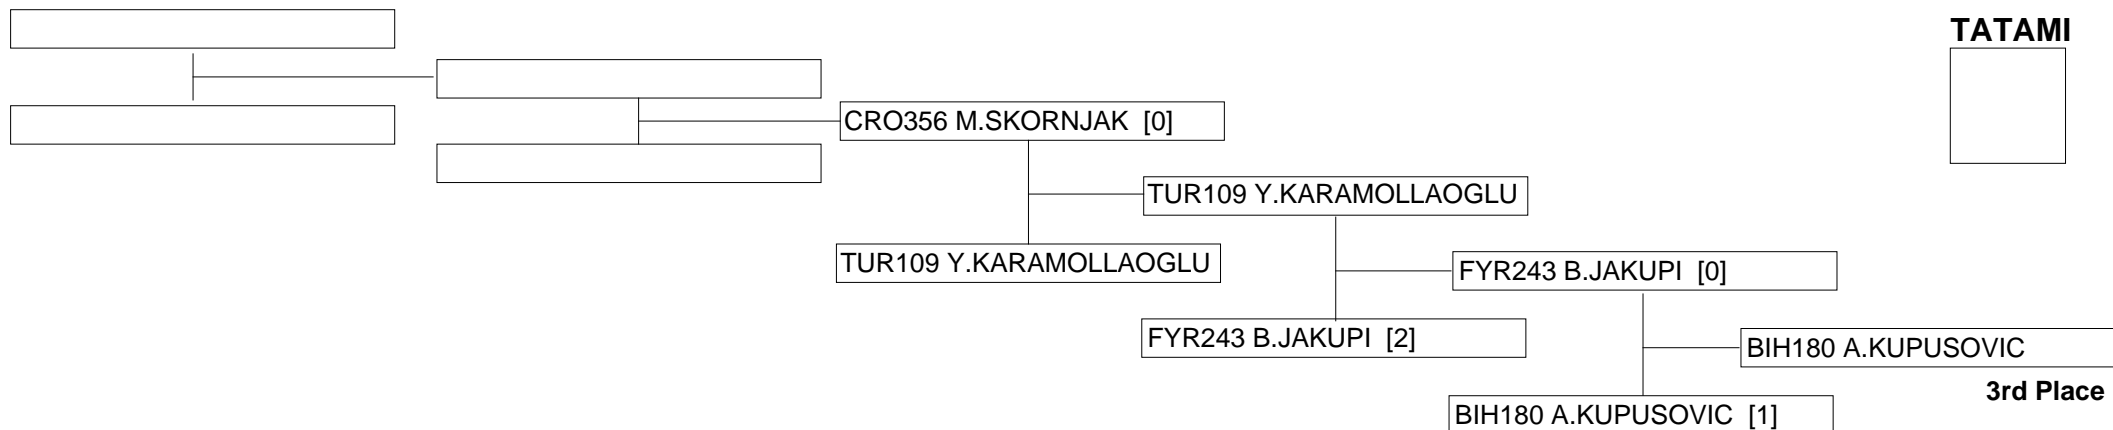 TATAMI
CRO356 M.SKORNJAK [0]
TUR109 Y.KARAMOLLAOGLU
TUR109 Y.KARAMOLLAOGLU
FYR243 B.JAKUPI [0]
FYR243 B.JAKUPI [2]
BIH180 A.KUPUSOVIC
3rd Place
BIH180 A.KUPUSOVIC [1]